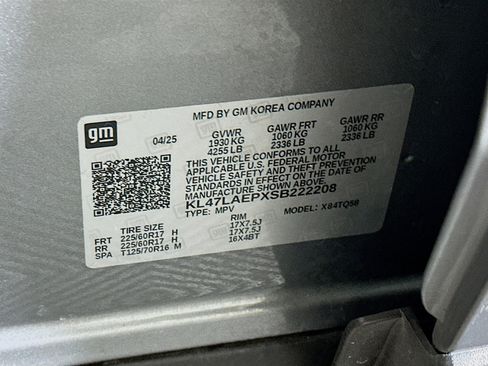 MFD BY GM KOREA COMPANY
gm
04/25
GVWR GAWR FRT GAWR RR
1930 KG 1060 KG 1060 KG
4255 LB 2336 LB 2336 LB
THIS VEHICLE CONFORMS TO ALL
APPLICABLE U.S. FEDERAL MOTOR
VEHICLE SAFETY AND THEFT PREVENTION
STANDARDS IN EFFECT ON THE DATE OF
MANUFACTURE SHOWN ABOVE.
KL47LAEPXSB222208
TYPE: MPV MODEL: X84TQ58
TIRE SIZE RIM
FRT 225/60R17 H 17X7.5J
RR 225/60R17 H 17X7.5J
SPA T125/70R16 M 16X4BT